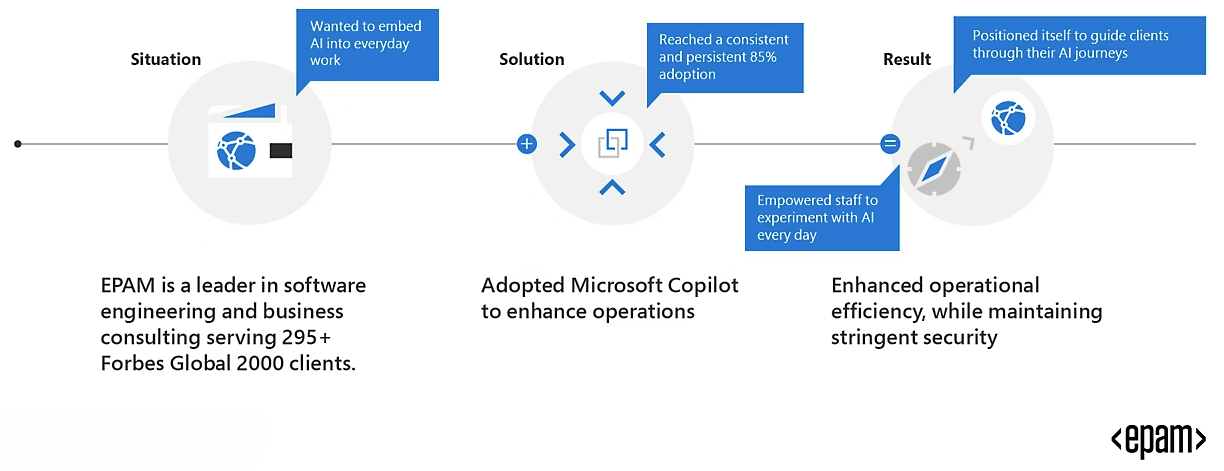 Situation
Wanted to embed
AI into everyday
work
EPAM is a leader in software
engineering and business
consulting serving 295+
Forbes Global 2000 clients.
+
Solution
Reached a consistent
and persistent 85%
adoption
Adopted Microsoft Copilot
to enhance operations
=
Result
Positioned itself to guide clients
through their AI journeys
Empowered staff to
experiment with AI
every day
Enhanced operational
efficiency, while maintaining
stringent security
<epam>